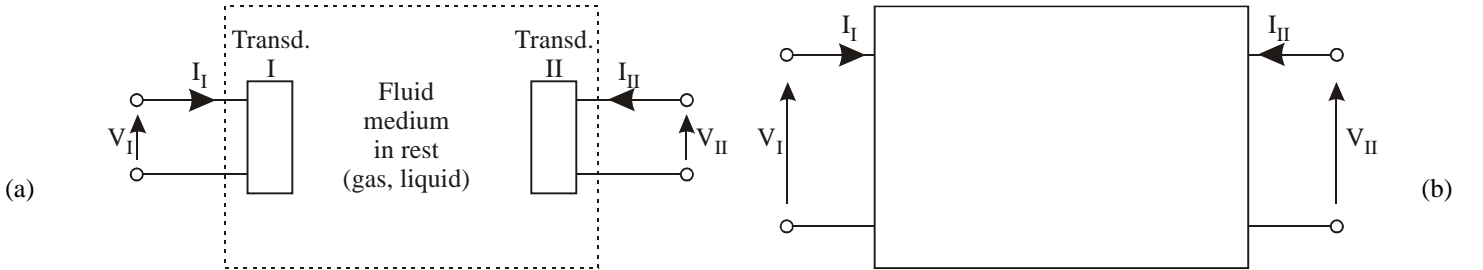 Transd.
I
Transd.
II
I_I
I_II
V_I
V_II
Fluid
medium
in rest
(gas, liquid)
(a)
I_I
I_II
V_I
V_II
(b)